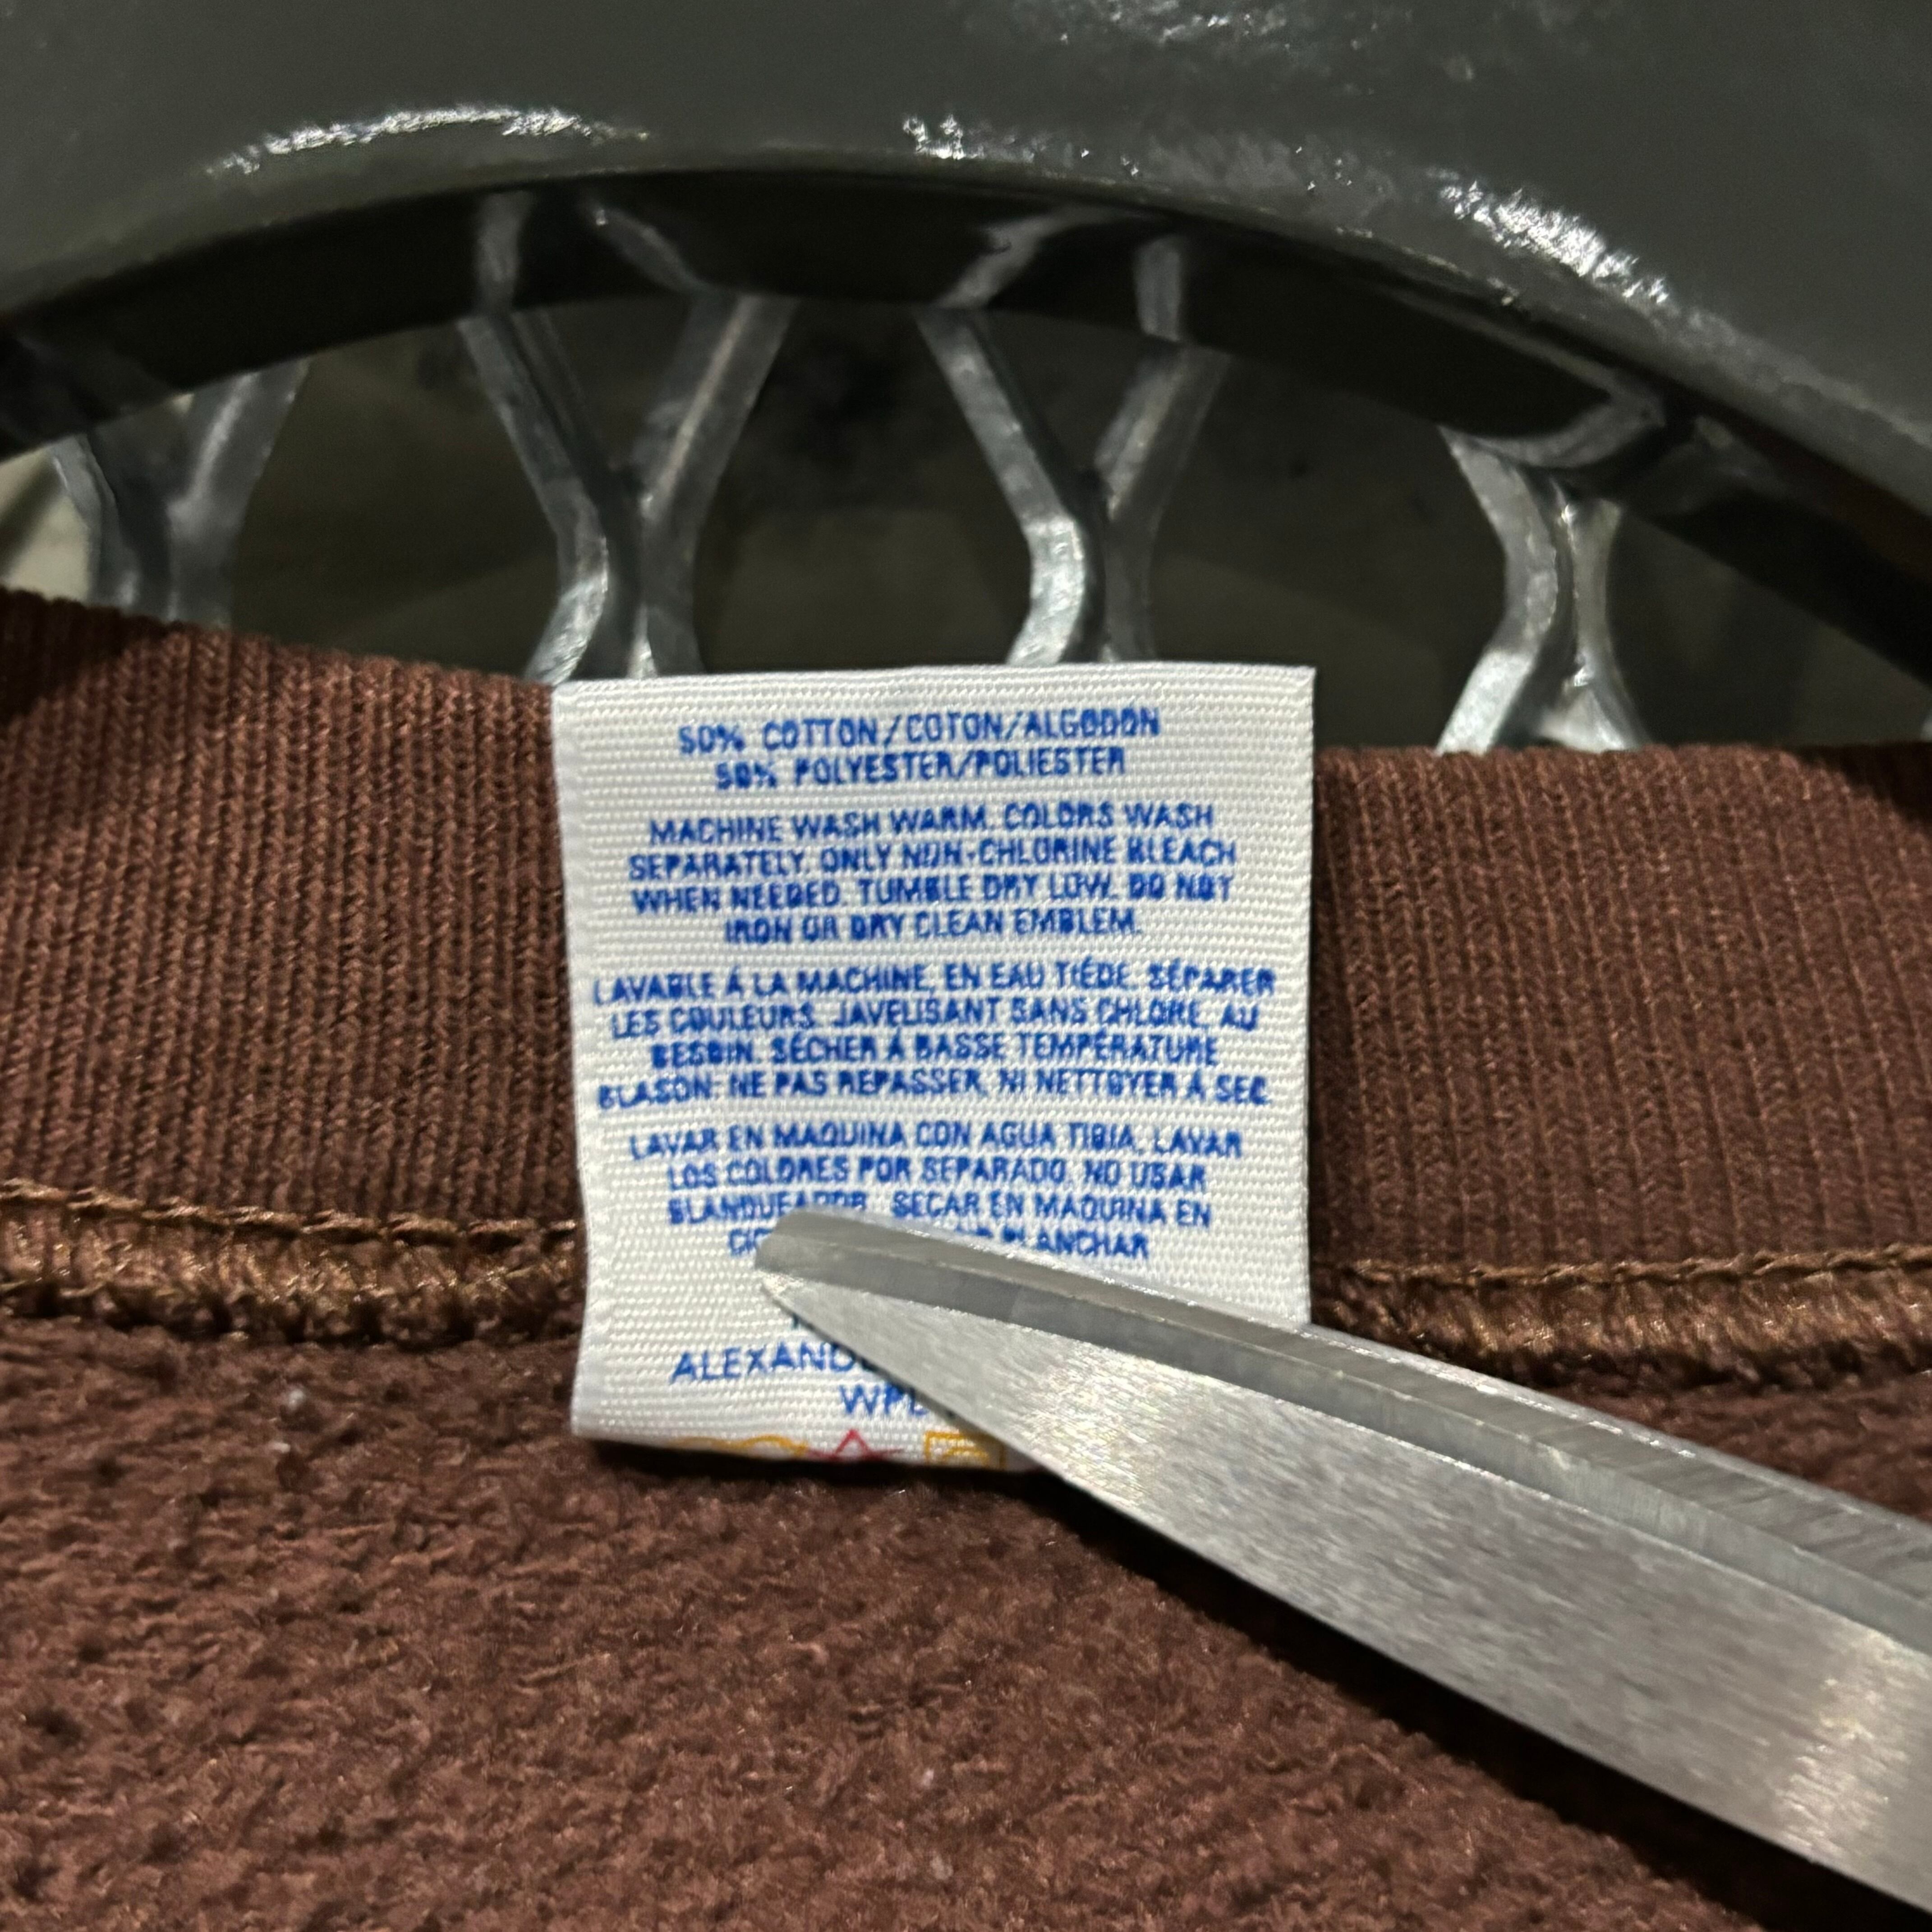 50% COTTON/COTON/ALGODON
50% POLYESTER/POLIESTER
MACHINE WASH WARM. COLORS WASH
SEPARATELY. ONLY NON-CHLORINE BLEACH
WHEN NEEDED. TUMBLE DRY LOW. DO NOT
IRON OR DRY CLEAN EMBLEM.
LAVABLE Á LA MACHINE, EN EAU TIÉDE. SÉPARER
LES COULEURS. JAVELISANT SANS CHLORE, AU
BESOIN. SÉCHER Á BASSE TEMPÉRATURE
BLASON: NE PAS REPASSER, NI NETTOYER Á SEC.
LAVAR EN MAQUINA CON AGUA TIBIA, LAVAR
LOS COLORES POR SEPARADO. NO USAR
BLANQUEADOR. SECAR EN MAQUINA EN
PLANCHAR